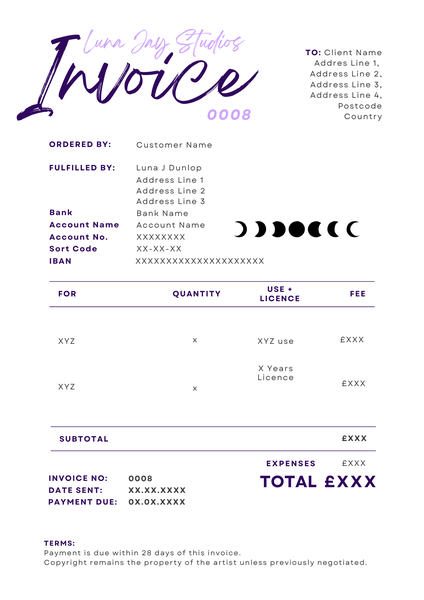 Luna Jay Studios
Invoice
0008
TO: Client Name
Addres Line 1,
Address Line 2,
Address Line 3,
Address Line 4,
Postcode
Country
ORDERED BY: Customer Name
FULFILLED BY: Luna J Dunlop
Address Line 1
Address Line 2
Address Line 3
Bank Bank Name
Account Name Account Name
Account No. XXXXXXXX
Sort Code XX-XX-XX
IBAN XXXXXXXXXXXXXXXXXXXXXX
FOR QUANTITY USE + LICENCE FEE
XYZ x XYZ use £XXX
X Years
Licence
XYZ x £XXX
SUBTOTAL £XXX
EXPENSES £XXX
TOTAL £XXX
INVOICE NO: 0008
DATE SENT: XX.XX.XXXX
PAYMENT DUE: 0X.0X.XXXX
TERMS:
Payment is due within 28 days of this invoice.
Copyright remains the property of the artist unless previously negotiated.